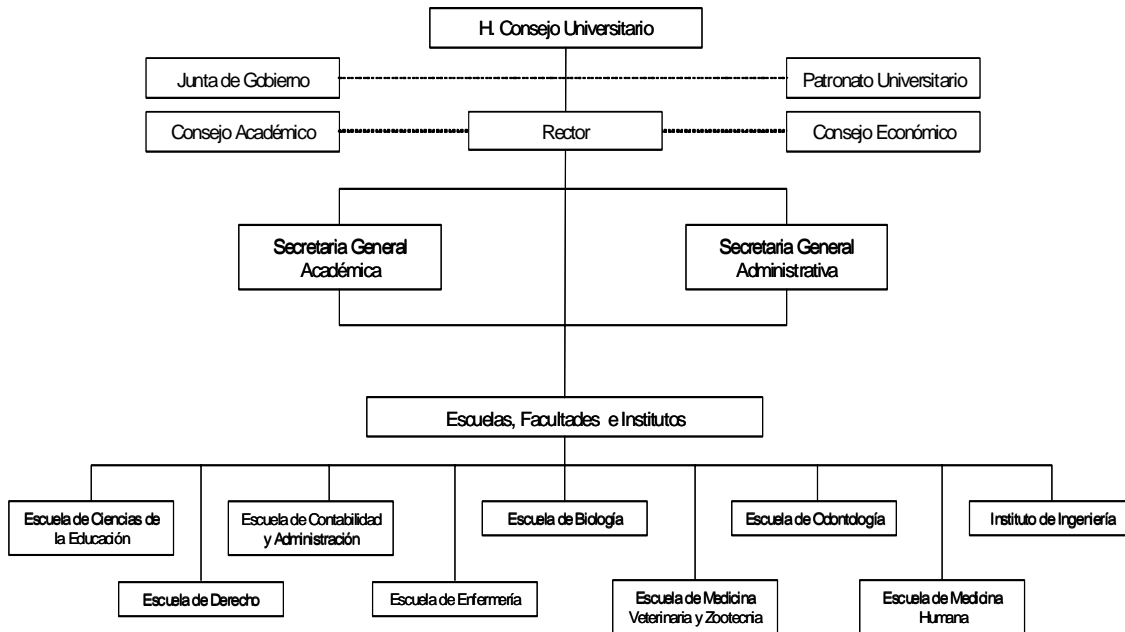 H. Consejo Universitario
Junta de Gobierno
Patronato Universitario
Consejo Académico
Rector
Consejo Económico
Secretaria General
Académica
Secretaria General
Administrativa
Escuelas, Facultades e Institutos
Escuela de Ciencias de
la Educación
Escuela de Contabilidad
y Administración
Escuela de Biología
Escuela de Odontología
Instituto de Ingeniería
Escuela de Derecho
Escuela de Enfermería
Escuela de Medicina
Veterinaria y Zootecnia
Escuela de Medicina
Humana